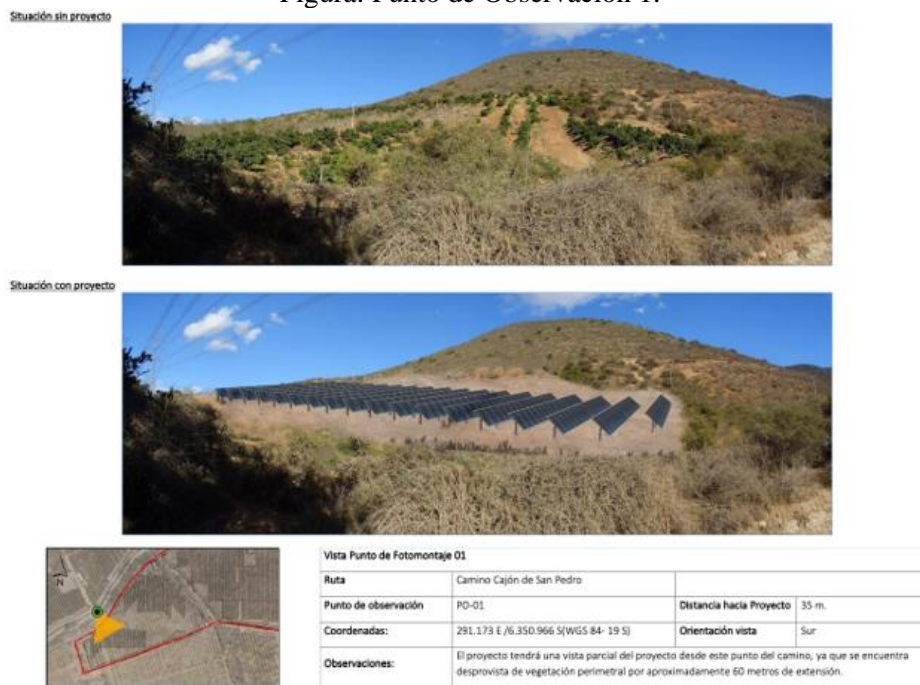 Figura. Punto de Observación 1.
Situación sin proyecto
Situación con proyecto
N
Vista Punto de Fotomontaje 01
Ruta Camino Cajón de San Pedro
Punto de observación PO-01 Distancia hacia Proyecto 35 m.
Coordenadas: 291.173 E /6.350.966 S(WGS 84- 19 S) Orientación vista Sur
Observaciones: El proyecto tendrá una vista parcial del proyecto desde este punto del camino, ya que se encuentra
desprovista de vegetación perimetral por aproximadamente 60 metros de extensión.